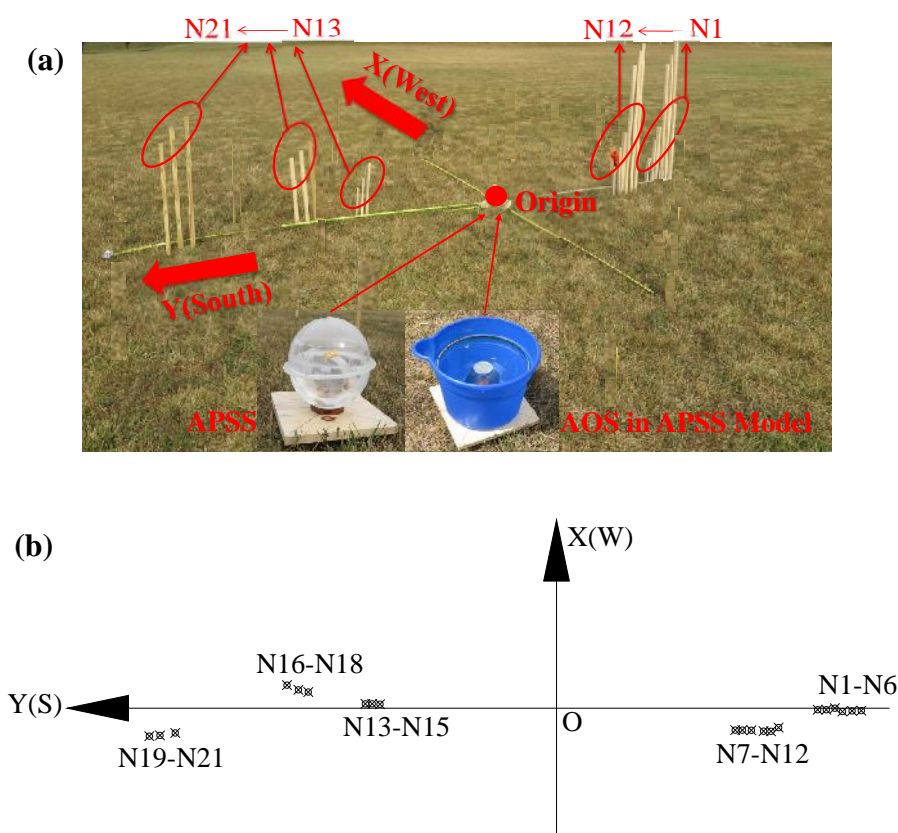 N21 N13 N12 N1
(a)
X(West)
Origin
Y(South)
APSS
AOS in APSS Model
(b)
X(W)
N16-N18
N1-N6
Y(S)
N13-N15
O
N19-N21
N7-N12